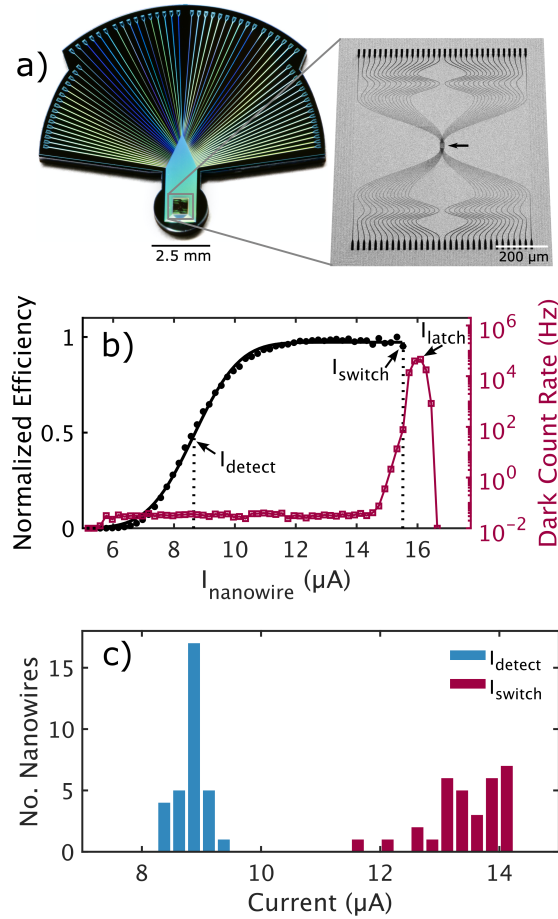 a)
2.5 mm
200 μm
b)
Normalized Efficiency
1
0.5
0
I_detect
I_switch
I_latch
10^6
10^4
10^2
10^0
10^-2
Dark Count Rate (Hz)
6 8 10 12 14 16
I_nanowire (μA)
c)
No. Nanowires
15
10
5
0
I_detect
I_switch
8 10 12 14
Current (μA)